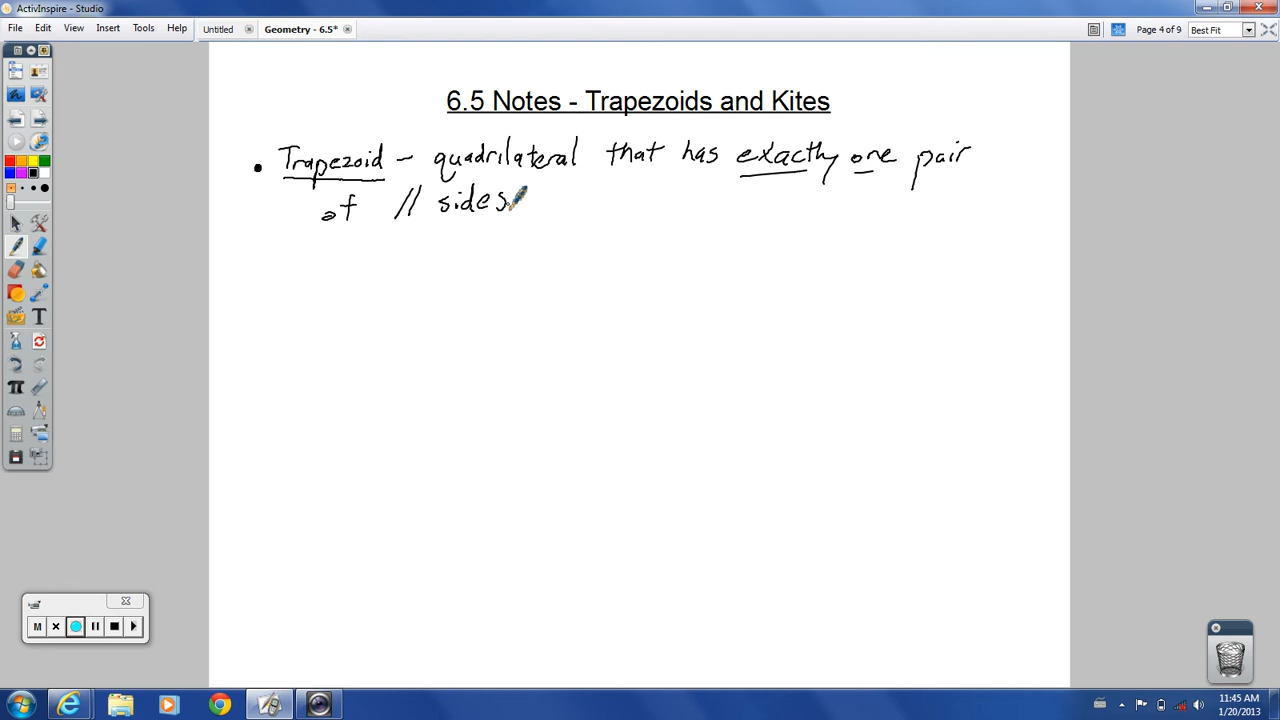 ActivInspire - Studio
File Edit View Insert Tools Help Untitled Geometry - 6.5* Page 4 of 9 Best Fit
6.5 Notes - Trapezoids and Kites
• Trapezoid - quadrilateral that has exactly one pair
of // sides
M
11:45 AM
1/20/2013